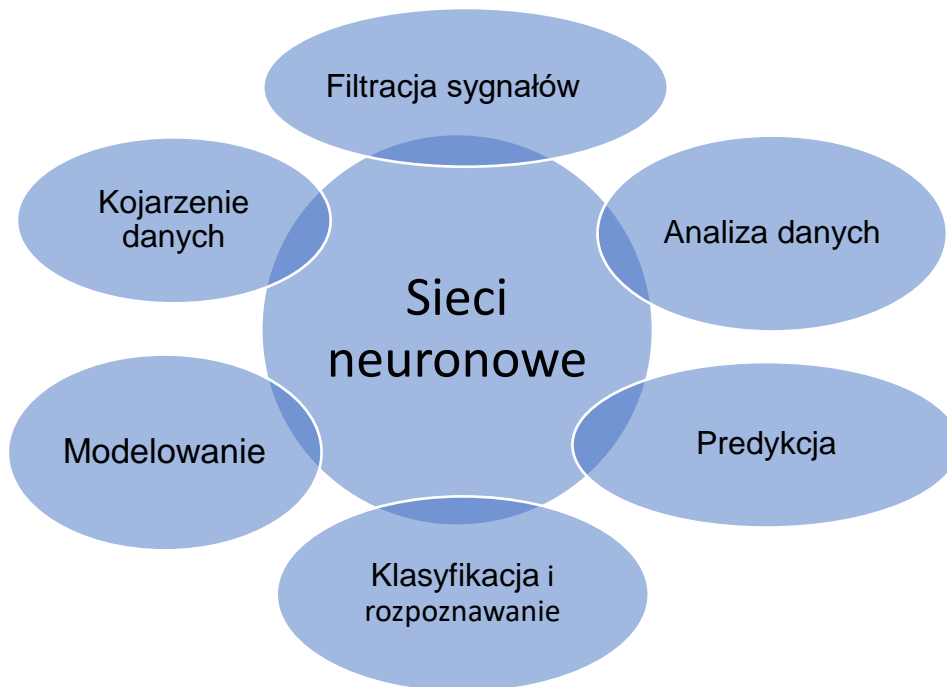 Filtracja sygnałów
Kojarzenie
danych
Analiza danych
Sieci
neuronowe
Modelowanie
Predykcja
Klasyfikacja i
rozpoznawanie